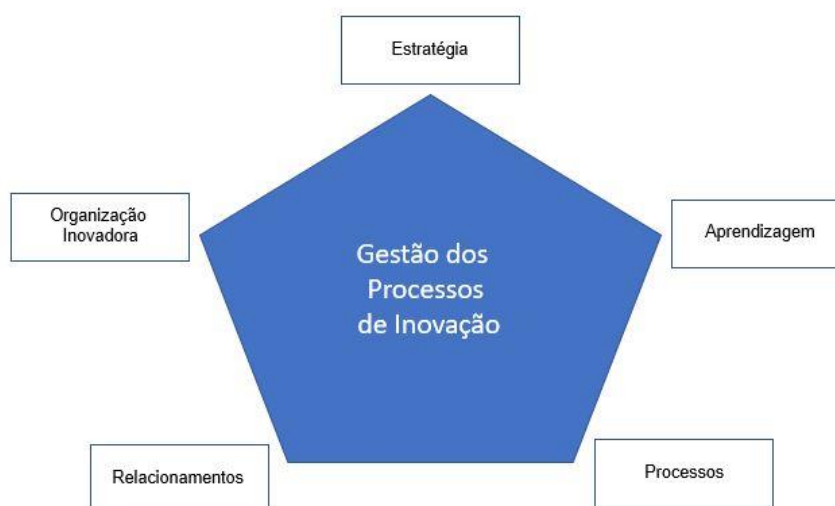 Estratégia
Organização
Inovadora
Aprendizagem
Gestão dos
Processos
de Inovação
Relacionamentos
Processos